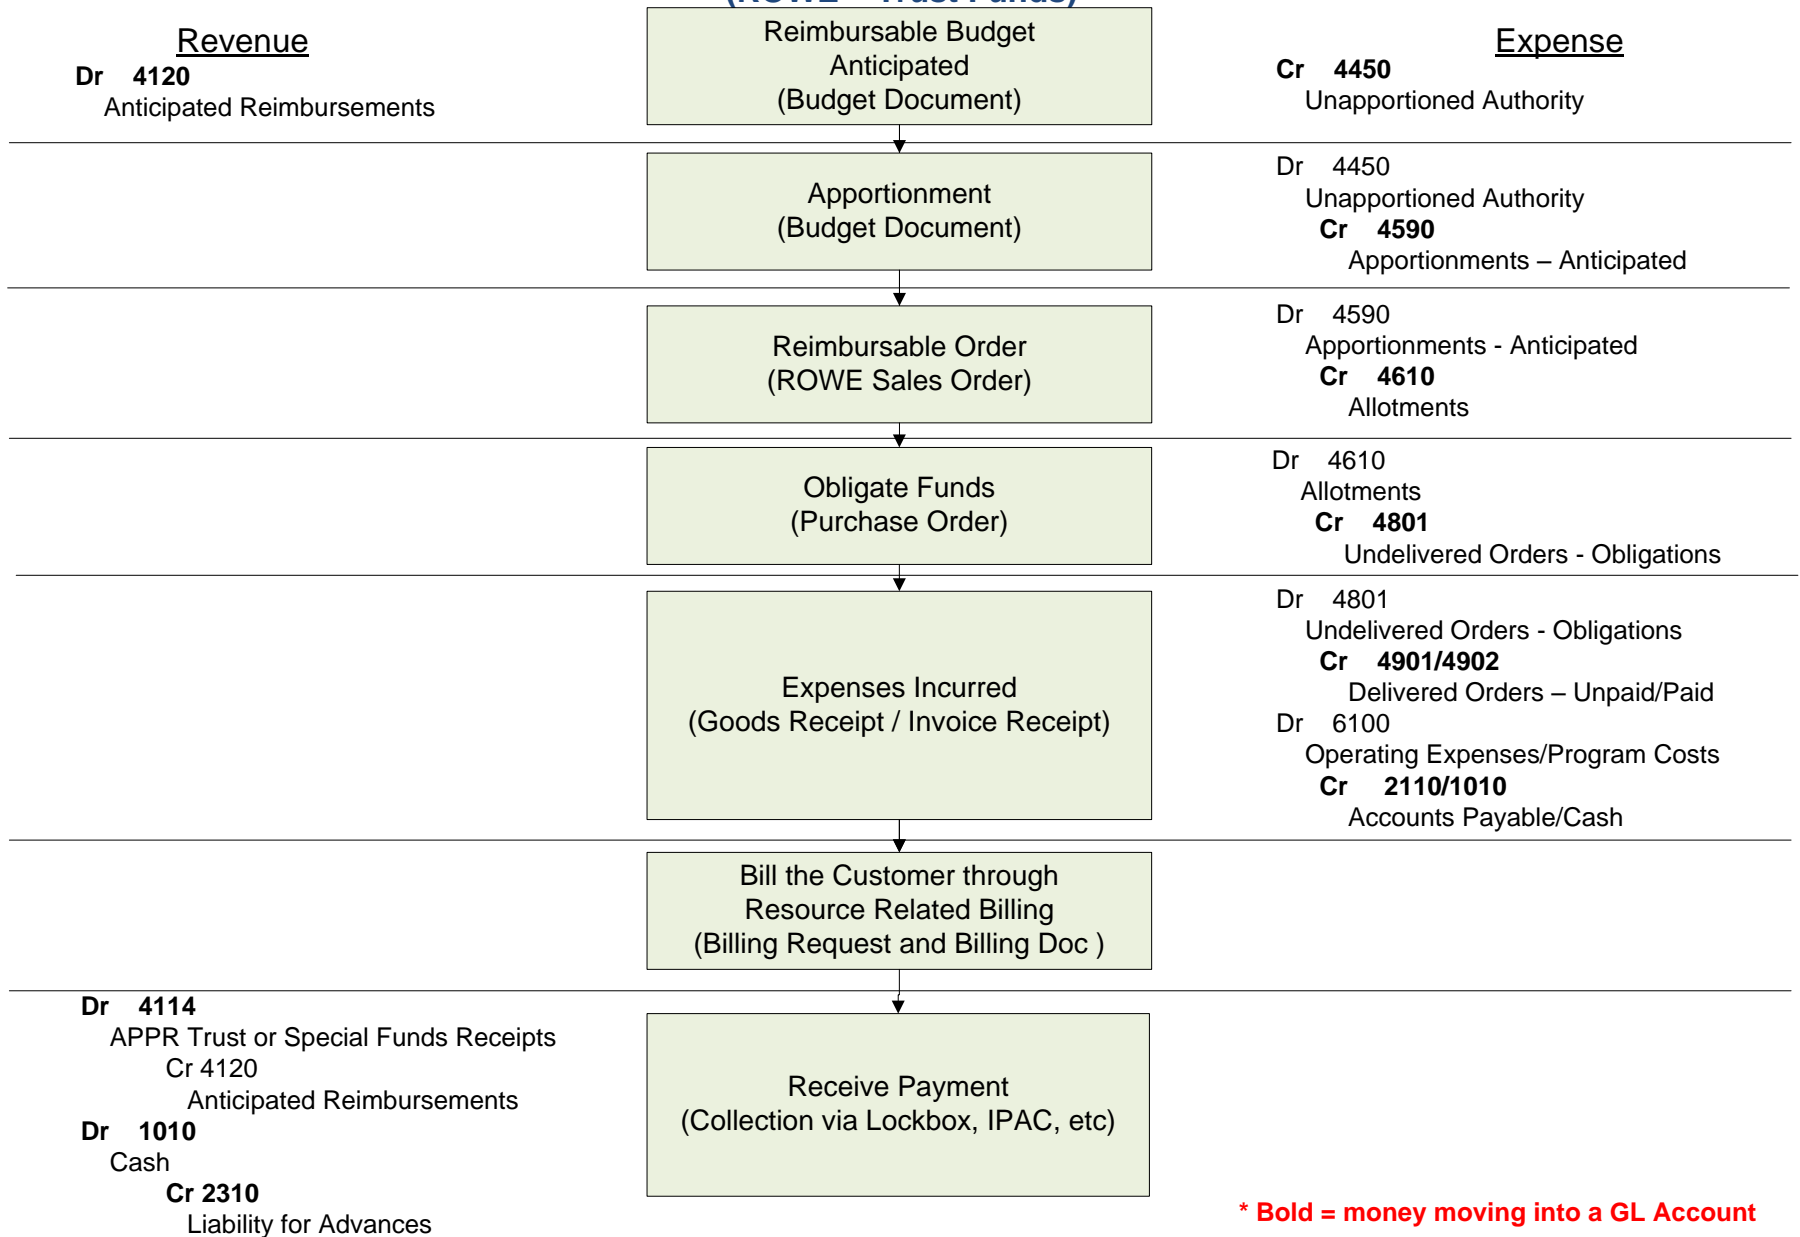 (ROWE – Trust Funds)
Revenue
Dr 4120
Anticipated Reimbursements
Reimbursable Budget
Anticipated
(Budget Document)
Expense
Cr 4450
Unapportioned Authority
Apportionment
(Budget Document)
Dr 4450
Unapportioned Authority
Cr 4590
Apportionments – Anticipated
Reimbursable Order
(ROWE Sales Order)
Dr 4590
Apportionments - Anticipated
Cr 4610
Allotments
Obligate Funds
(Purchase Order)
Dr 4610
Allotments
Cr 4801
Undelivered Orders - Obligations
Expenses Incurred
(Goods Receipt / Invoice Receipt)
Dr 4801
Undelivered Orders - Obligations
Cr 4901/4902
Delivered Orders – Unpaid/Paid
Dr 6100
Operating Expenses/Program Costs
Cr 2110/1010
Accounts Payable/Cash
Bill the Customer through
Resource Related Billing
(Billing Request and Billing Doc )
Dr 4114
APPR Trust or Special Funds Receipts
Cr 4120
Anticipated Reimbursements
Dr 1010
Cash
Cr 2310
Liability for Advances
Receive Payment
(Collection via Lockbox, IPAC, etc)
* Bold = money moving into a GL Account